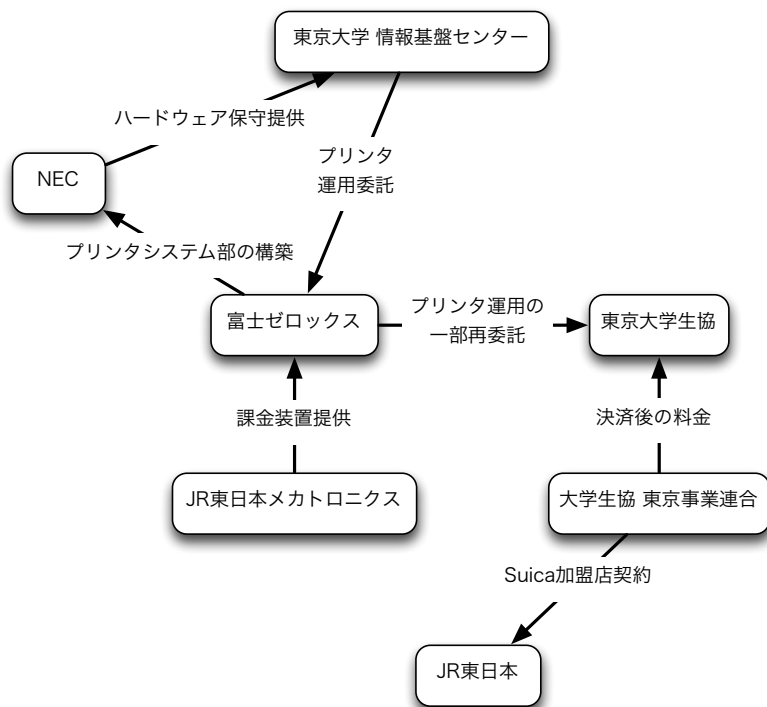 東京大学 情報基盤センター
ハードウェア保守提供
プリンタ
運用委託
NEC
プリンタシステム部の構築
富士ゼロックス
プリンタ運用の
一部再委託
東京大学生協
課金装置提供
決済後の料金
JR東日本メカトロニクス
大学生協 東京事業連合
Suica加盟店契約
JR東日本